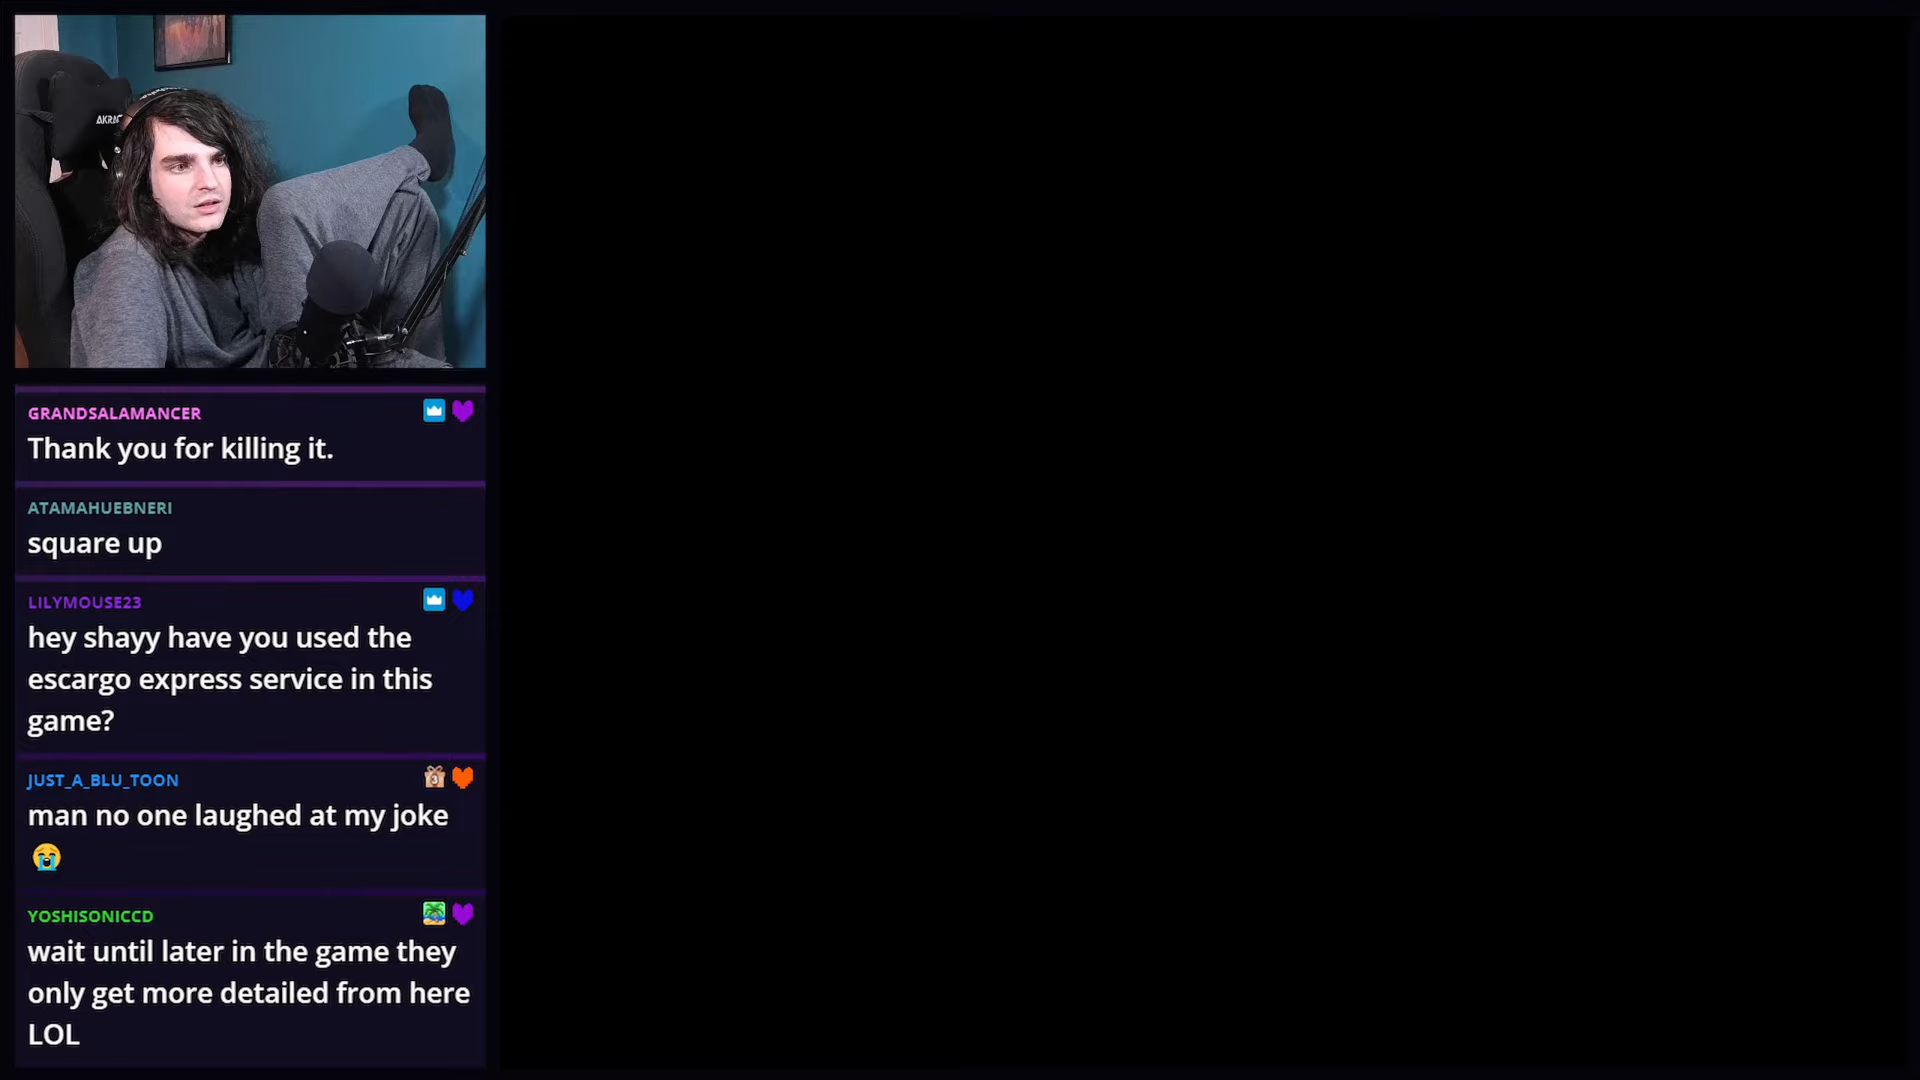 GRANDSALAMANCER
Thank you for killing it.
ATAMAHUEBNERI
square up
LILYMOUSE23
hey shayy have you used the
escargo express service in this
game?
JUST_A_BLU_TOON
man no one laughed at my joke
😭
YOSHISONICCD
wait until later in the game they
only get more detailed from here
LOL